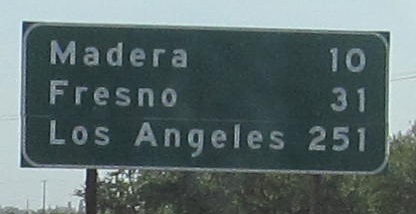 Madera 10
Fresno 31
Los Angeles 251